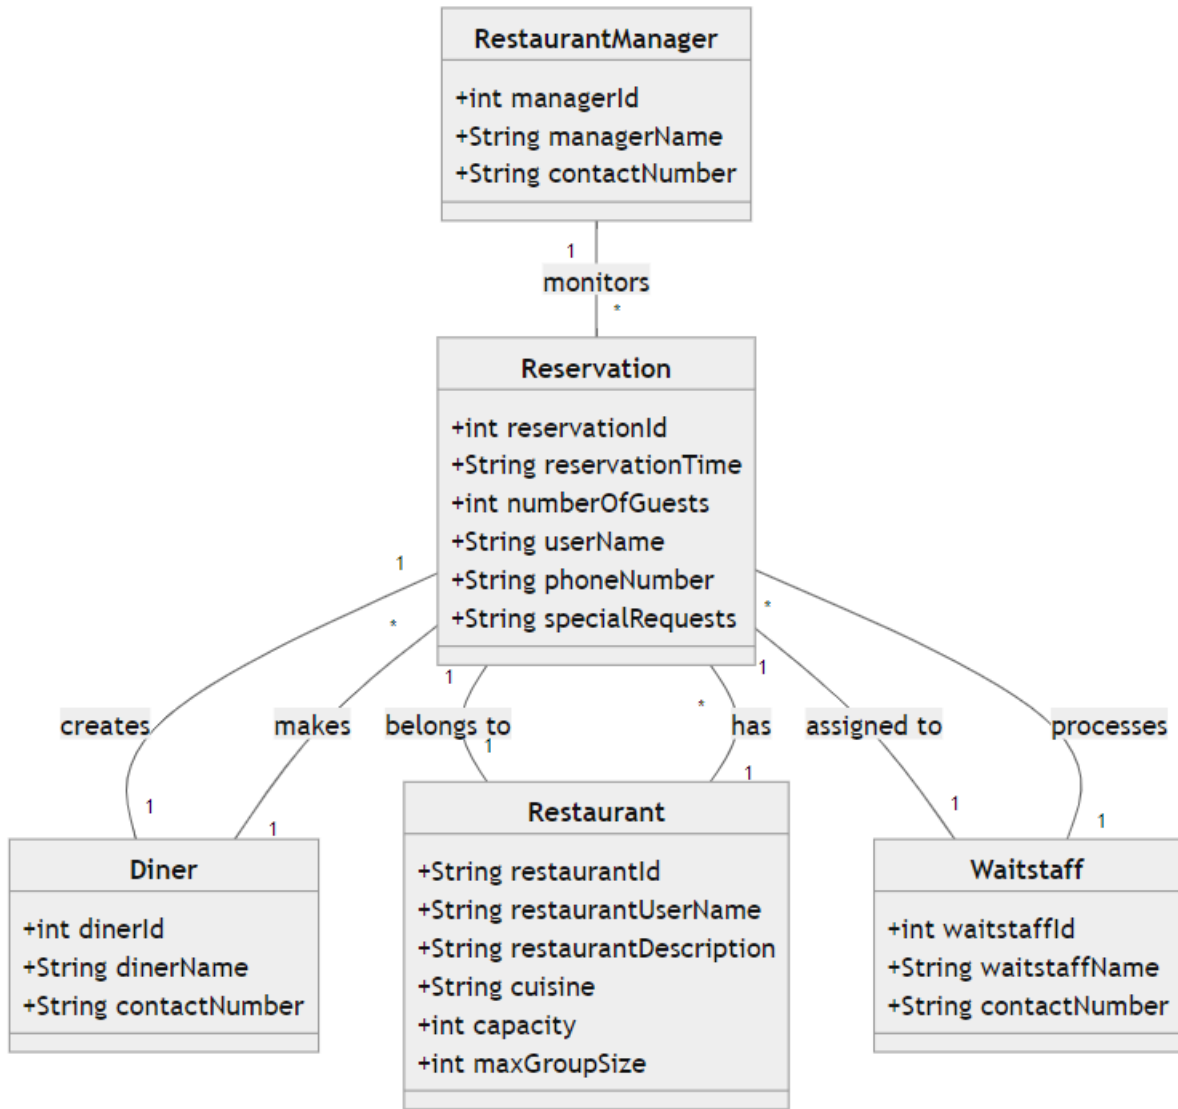 RestaurantManager
+int managerId
+String managerName
+String contactNumber
1
monitors
*
Reservation
+int reservationId
+String reservationTime
+int numberOfGuests
+String userName
+String phoneNumber
+String specialRequests
1
*
*
1
1
*
creates
makes
belongs to
has
assigned to
processes
1
1
1
1
1
1
Diner
+int dinerId
+String dinerName
+String contactNumber
Restaurant
+String restaurantId
+String restaurantUserName
+String restaurantDescription
+String cuisine
+int capacity
+int maxGroupSize
Waitstaff
+int waitstaffId
+String waitstaffName
+String contactNumber